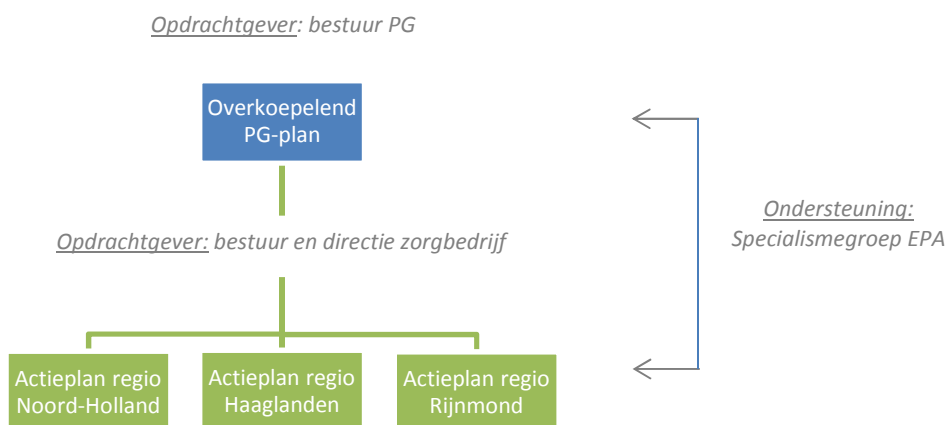 Opdrachtgever: bestuur PG
Overkoepelend
PG-plan
Opdrachtgever: bestuur en directie zorgbedrijf
Ondersteuning:
Specialismegroep EPA
Actieplan regio
Noord-Holland
Actieplan regio
Haaglanden
Actieplan regio
Rijnmond